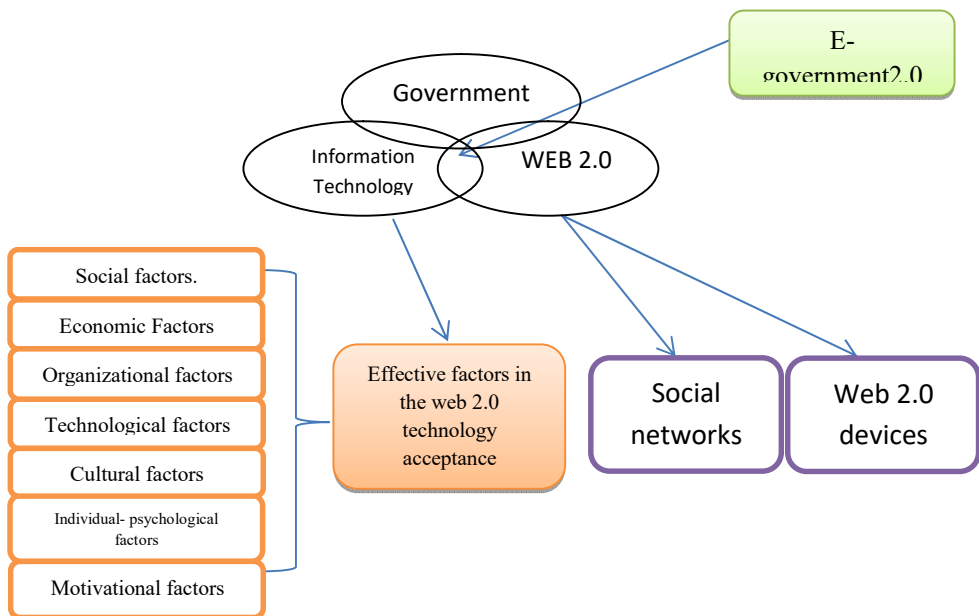 E-
government2.0
Government
Information
Technology
WEB 2.0
Social factors.
Economic Factors
Organizational factors
Technological factors
Cultural factors
Individual- psychological
factors
Motivational factors
Effective factors in
the web 2.0
technology
acceptance
Social
networks
Web 2.0
devices